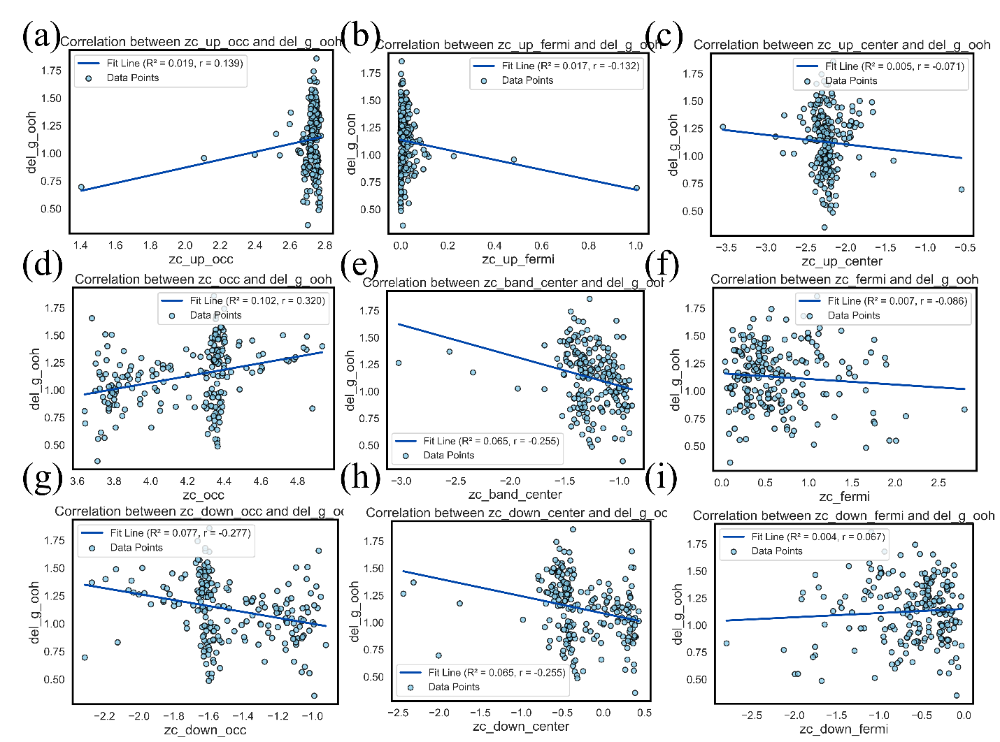 (a)
Correlation between zc_up_occ and del_g_ooh
Fit Line (R² = 0.019, r = 0.139)
Data Points
1.75
1.50
1.25
1.00
0.75
0.50
del_g_ooh
1.4 1.6 1.8 2.0 2.2 2.4 2.6 2.8
zc_up_occ
(b)
Correlation between zc_up_fermi and del_g_ooh
Fit Line (R² = 0.017, r = -0.132)
Data Points
1.75
1.50
1.25
1.00
0.75
0.50
del_g_ooh
0.0 0.2 0.4 0.6 0.8 1.0
zc_up_fermi
(c)
Correlation between zc_up_center and del_g_ooh
Fit Line (R² = 0.005, r = -0.071)
Data Points
1.75
1.50
1.25
1.00
0.75
0.50
del_g_ooh
−3.5 −3.0 −2.5 −2.0 −1.5 −1.0 −0.5
zc_up_center
(d)
Correlation between zc_occ and del_g_ooh
Fit Line (R² = 0.102, r = 0.320)
Data Points
1.75
1.50
1.25
1.00
0.75
0.50
del_g_ooh
3.6 3.8 4.0 4.2 4.4 4.6 4.8
zc_occ
(e)
Correlation between zc_band_center and del_g_ool
Fit Line (R² = 0.065, r = -0.255)
Data Points
1.75
1.50
1.25
1.00
0.75
0.50
del_g_ooh
−3.0 −2.5 −2.0 −1.5 −1.0
zc_band_center
(f)
Correlation between zc_fermi and del_g_ooh
Fit Line (R² = 0.007, r = -0.086)
Data Points
1.75
1.50
1.25
1.00
0.75
0.50
del_g_ooh
0.0 0.5 1.0 1.5 2.0 2.5
zc_fermi
(g)
Correlation between zc_down_occ and del_g_oo
Fit Line (R² = 0.077, r = -0.277)
Data Points
1.75
1.50
1.25
1.00
0.75
0.50
del_g_ooh
−2.2 −2.0 −1.8 −1.6 −1.4 −1.2 −1.0
zc_down_occ
(h)
Correlation between zc_down_center and del_g_oo
Fit Line (R² = 0.065, r = -0.255)
Data Points
1.75
1.50
1.25
1.00
0.75
0.50
del_g_ooh
−2.5 −2.0 −1.5 −1.0 −0.5 0.0 0.5
zc_down_center
(i)
Correlation between zc_down_fermi and del_g_ooh
Fit Line (R² = 0.004, r = 0.067)
Data Points
1.75
1.50
1.25
1.00
0.75
0.50
del_g_ooh
−2.5 −2.0 −1.5 −1.0 −0.5 0.0
zc_down_fermi